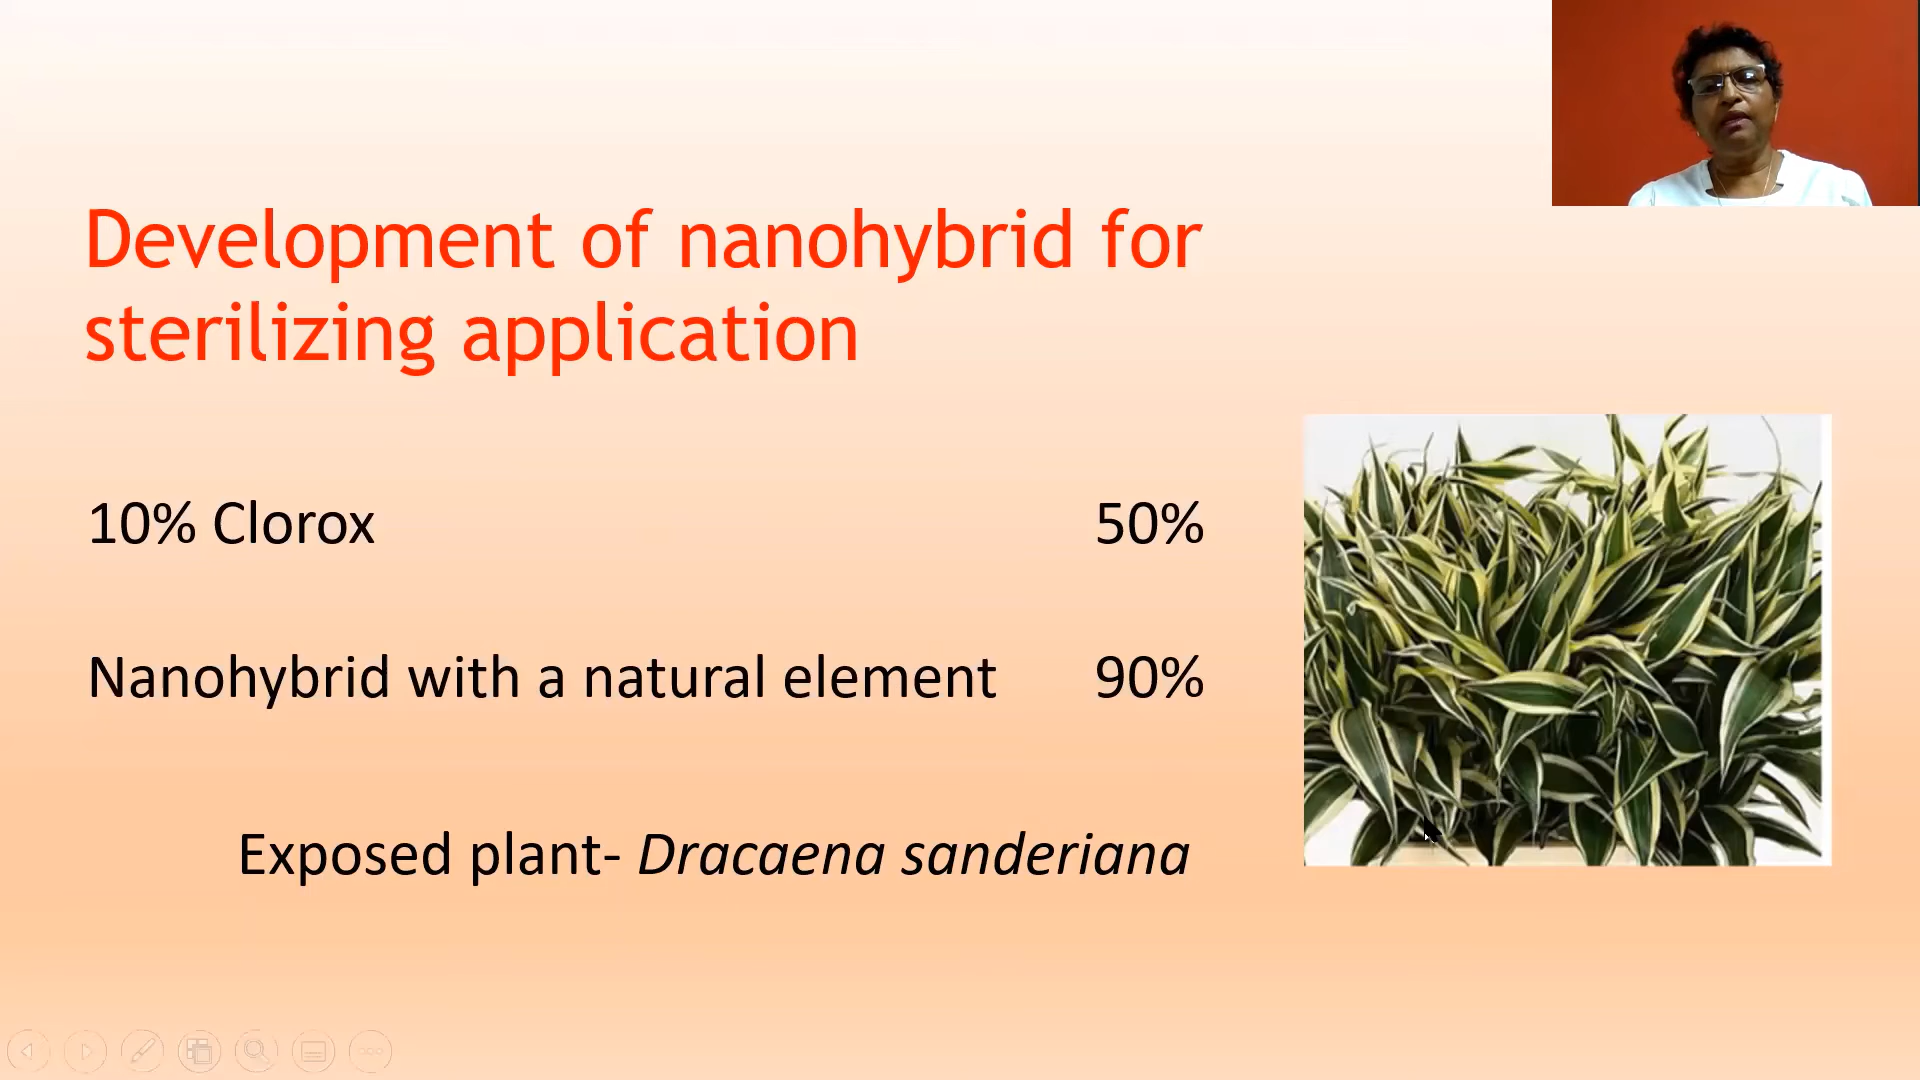 Development of nanohybrid for
sterilizing application
10% Clorox 50%
Nanohybrid with a natural element 90%
Exposed plant- Dracaena sanderiana